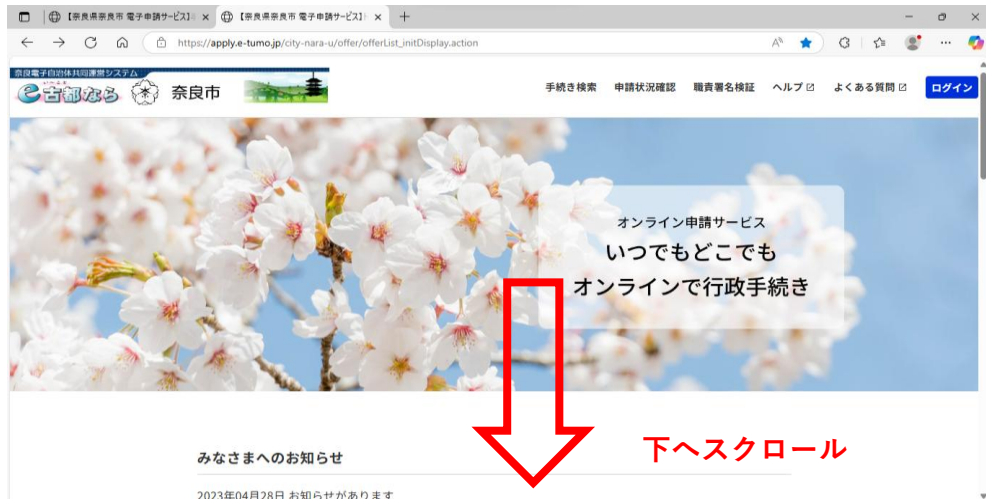 【奈良県奈良市 電子申請サービス】
【奈良県奈良市 電子申請サービス】
https://apply.e-tumo.jp/city-nara-u/offer/offerList_initDisplay.action
奈良電子自治体共同運営システム
e古都なら
奈良市
手続き検索 申請状況確認 職責署名検証 ヘルプ よくある質問 ログイン
オンライン申請サービス
いつでもどこでも
オンラインで行政手続き
下へスクロール
みなさまへのお知らせ
2023年04月28日 お知らせがあります